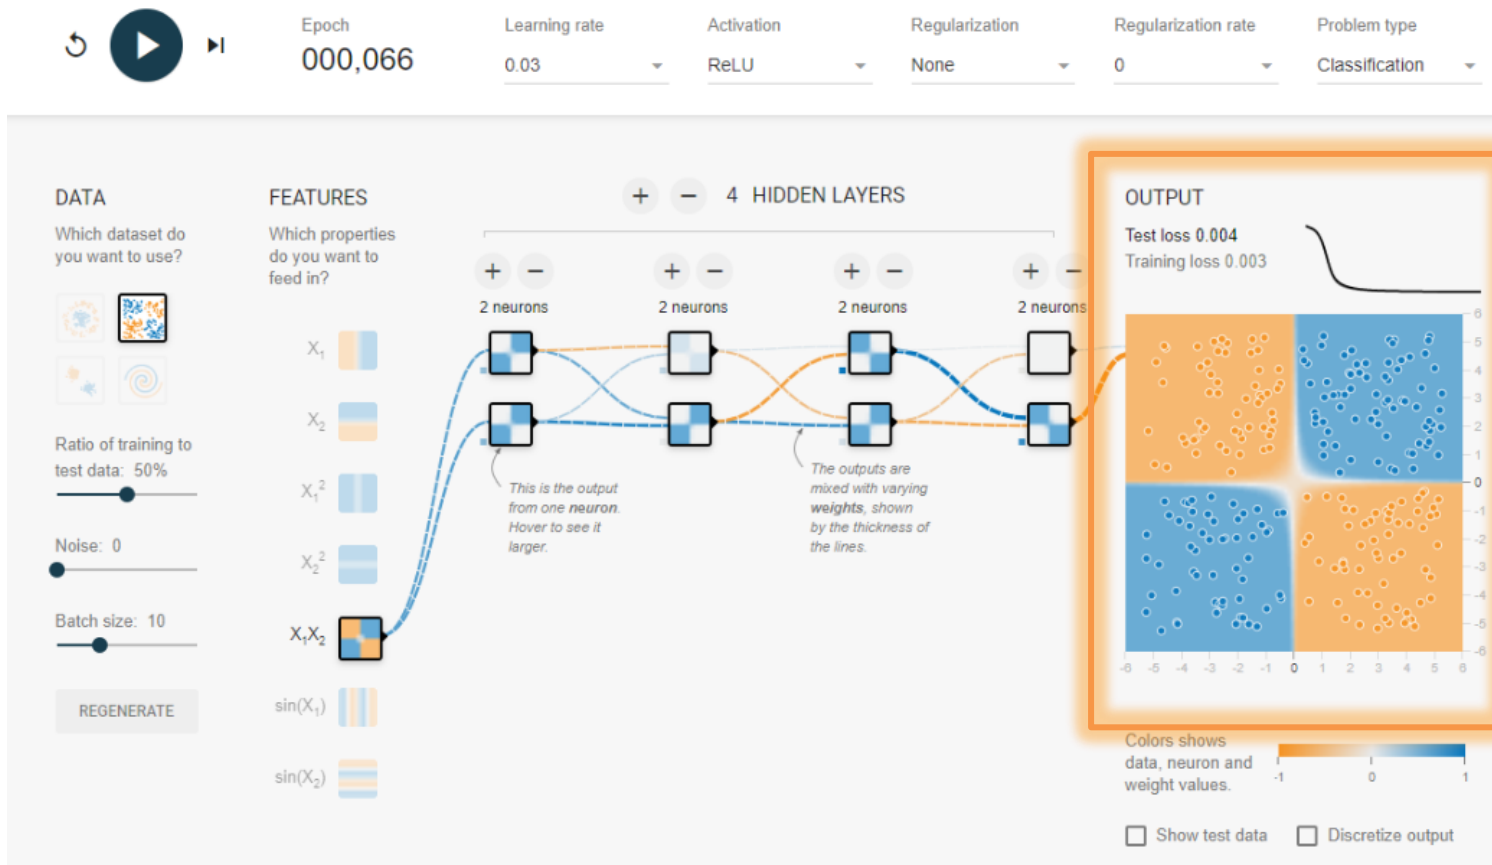 Epoch
000,066
Learning rate
0.03
Activation
ReLU
Regularization
None
Regularization rate
0
Problem type
Classification
DATA
Which dataset do
you want to use?
Ratio of training to
test data: 50%
Noise: 0
Batch size: 10
REGENERATE
FEATURES
Which properties
do you want to
feed in?
X₁
X₂
X₁²
X₂²
X₁X₂
sin(X₁)
sin(X₂)
+ − 4 HIDDEN LAYERS
+ − + − + − + −
2 neurons 2 neurons 2 neurons 2 neurons
This is the output
from one neuron.
Hover to see it
larger.
The outputs are
mixed with varying
weights, shown
by the thickness of
the lines.
OUTPUT
Test loss 0.004
Training loss 0.003
6
5
4
3
2
1
0
-1
-2
-3
-4
-5
-6
-6 -5 -4 -3 -2 -1 0 1 2 3 4 5 6
Colors shows
data, neuron and
weight values.
-1 0 1
Show test data
Discretize output